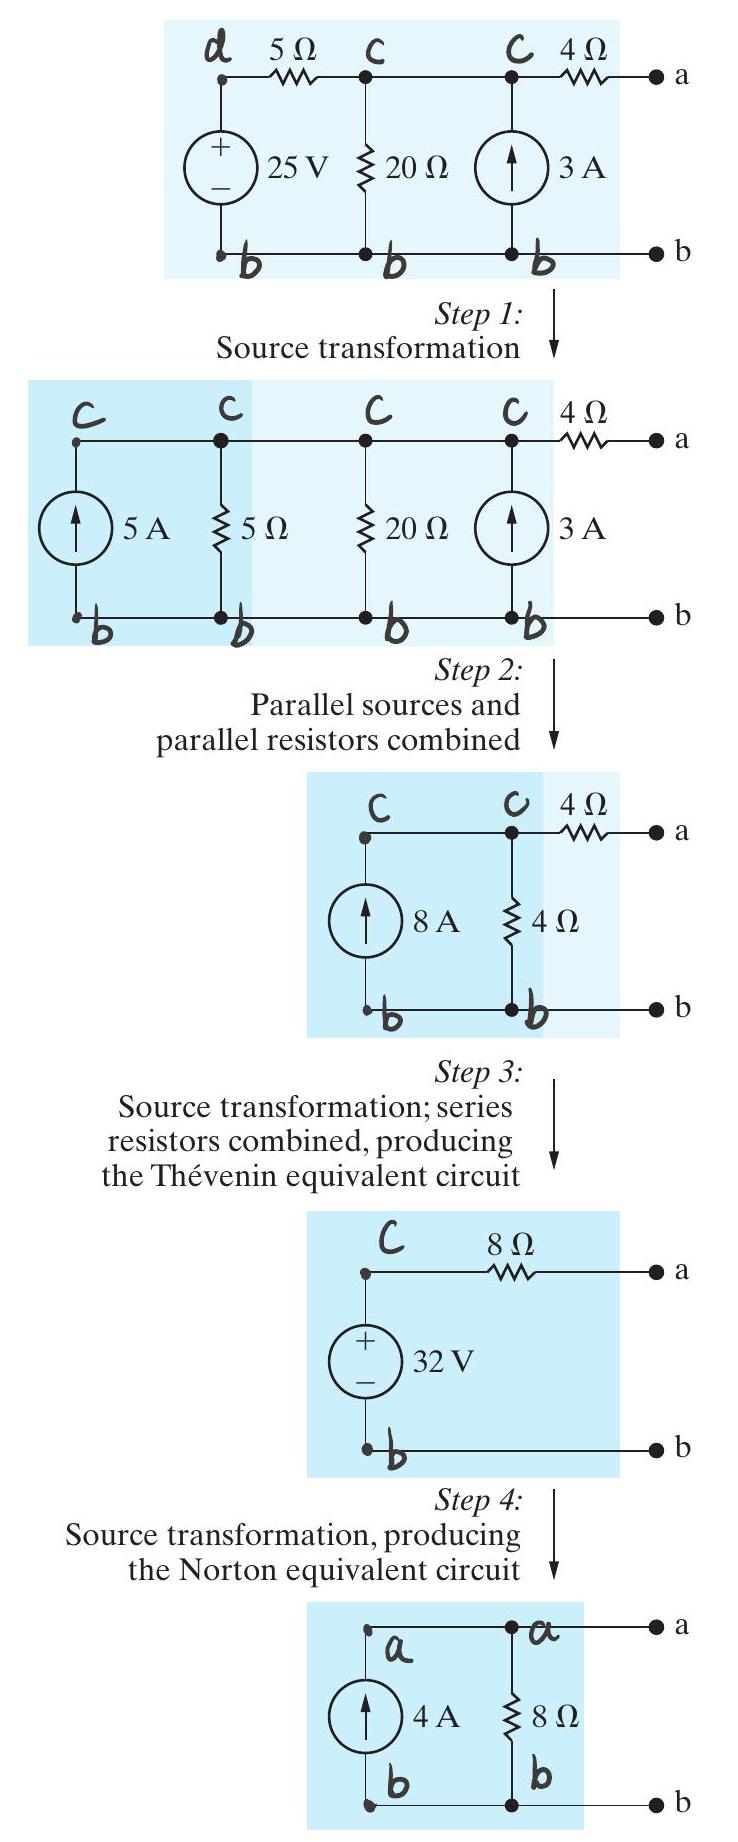 d 5 Ω c c 4 Ω a
+ − 25 V 20 Ω 3 A
b b b b
Step 1:
Source transformation
c c c c 4 Ω a
5 A 5 Ω 20 Ω 3 A
b b b b b
Step 2:
Parallel sources and
parallel resistors combined
c c 4 Ω a
8 A 4 Ω
b b b
Step 3:
Source transformation; series
resistors combined, producing
the Thévenin equivalent circuit
c 8 Ω a
+ − 32 V
b b
Step 4:
Source transformation, producing
the Norton equivalent circuit
a a a
4 A 8 Ω
b b b